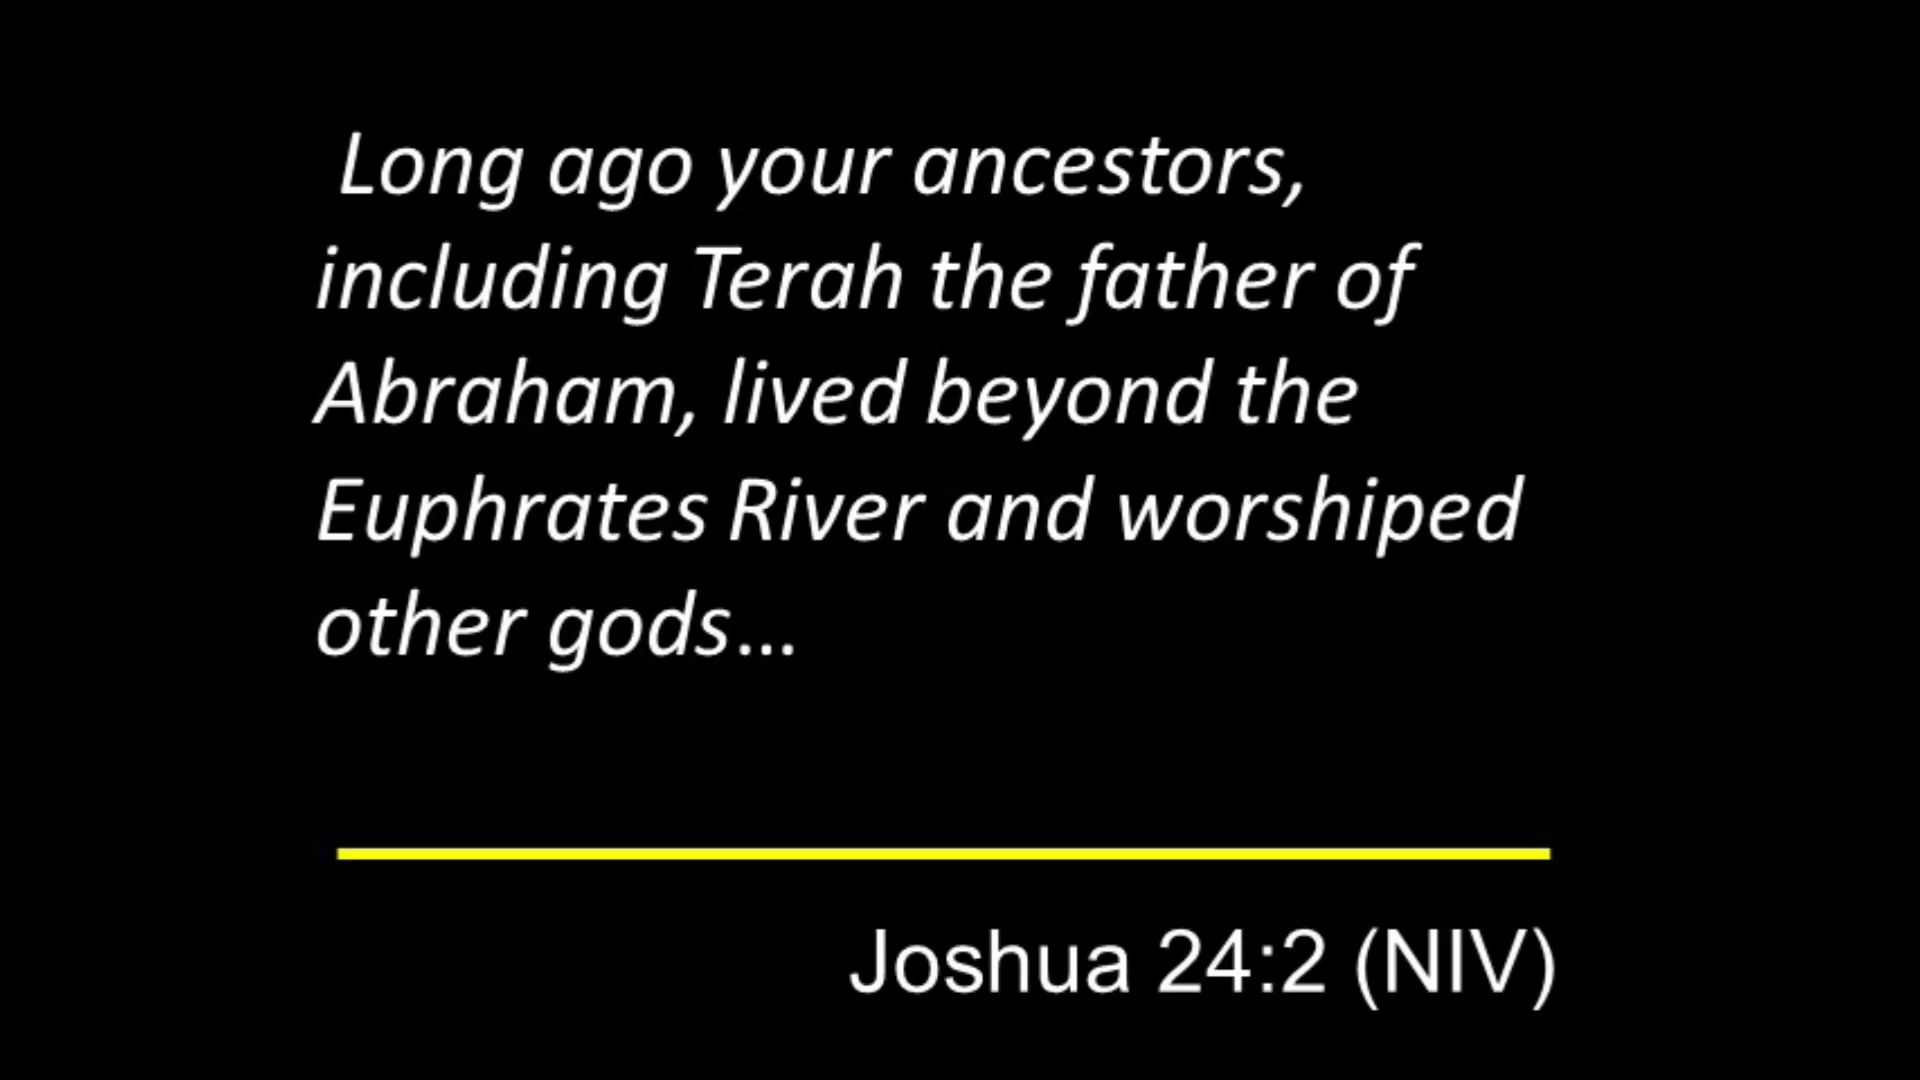 Long ago your ancestors,
including Terah the father of
Abraham, lived beyond the
Euphrates River and worshiped
other gods...
Joshua 24:2 (NIV)